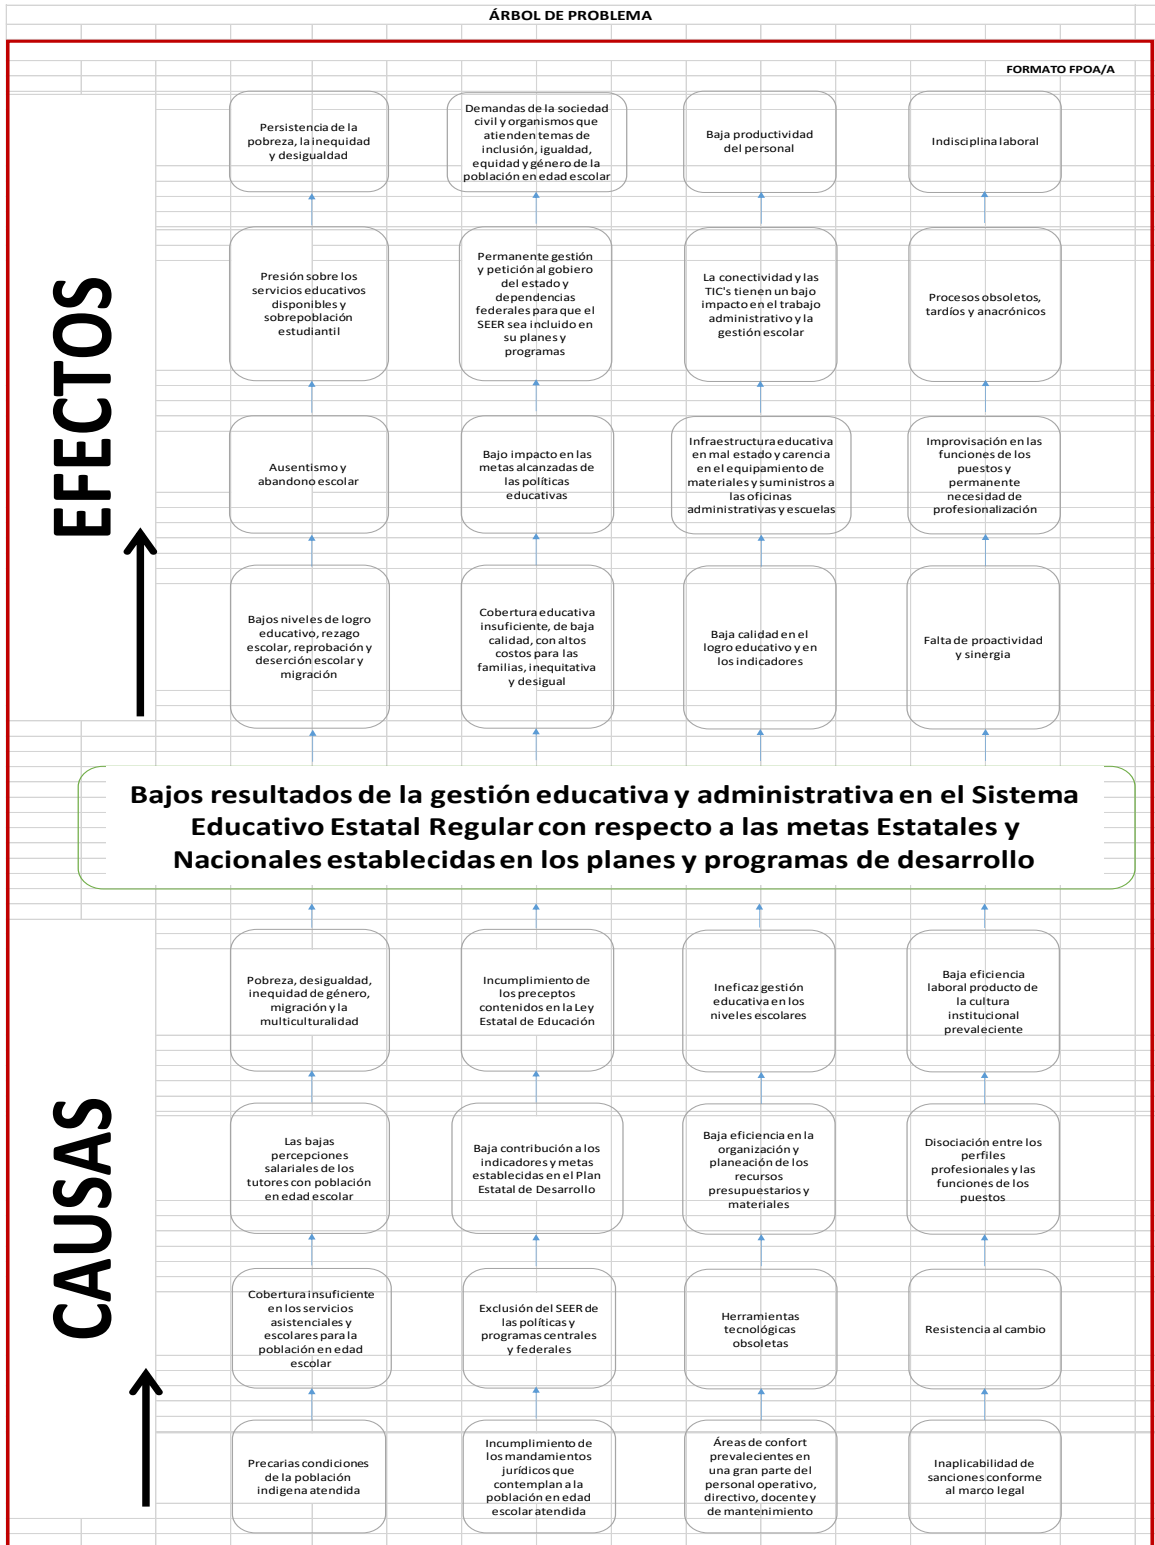 ÁRBOL DE PROBLEMA
FORMATO FPOA/A
EFECTOS
Persistencia de la
pobreza, la inequidad
y desigualdad
Demandas de la sociedad
civil y organismos que
atienden temas de
inclusión, igualdad,
equidad y género de la
población en edad escolar
Baja productividad
del personal
Indisciplina laboral
Presión sobre los
servicios educativos
disponibles y
sobrepoblación
estudiantil
Permanente gestión
y petición al gobiero
del estado y
dependencias
federales para que el
SEER sea incluido en
su planes y
programas
La conectividad y las
TIC's tienen un bajo
impacto en el trabajo
administrativo y la
gestión escolar
Procesos obsoletos,
tardíos y anacrónicos
Ausentismo y
abandono escolar
Bajo impacto en las
metas alcanzadas de
las políticas
educativas
Infraestructura educativa
en mal estado y carencia
en el equipamiento de
materiales y suministros a
las oficinas
administrativas y escuelas
Improvisación en las
funciones de los
puestos y
permanente
necesidad de
profesionalización
Bajos niveles de logro
educativo, rezago
escolar, reprobación y
deserción escolar y
migración
Cobertura educativa
insuficiente, de baja
calidad, con altos
costos para las
familias, inequitativa
y desigual
Baja calidad en el
logro educativo y en
los indicadores
Falta de proactividad
y sinergia
Bajos resultados de la gestión educativa y administrativa en el Sistema
Educativo Estatal Regular con respecto a las metas Estatales y
Nacionales establecidas en los planes y programas de desarrollo
CAUSAS
Pobreza, desigualdad,
inequidad de género,
migración y la
multiculturalidad
Incumplimiento de
los preceptos
contenidos en la Ley
Estatal de Educación
Ineficaz gestión
educativa en los
niveles escolares
Baja eficiencia
laboral producto de
la cultura
institucional
prevaleciente
Las bajas
percepciones
salariales de los
tutores con población
en edad escolar
Baja contribución a los
indicadores y metas
establecidas en el Plan
Estatal de Desarrollo
Baja eficiencia en la
organización y
planeación de los
recursos
presupuestarios y
materiales
Disociación entre los
perfiles
profesionales y las
funciones de los
puestos
Cobertura insuficiente
en los servicios
asistenciales y
escolares para la
población en edad
escolar
Exclusión del SEER de
las políticas y
programas centrales
y federales
Herramientas
tecnológicas
obsoletas
Resistencia al cambio
Precarias condiciones
de la población
indigena atendida
Incumplimiento de
los mandamientos
jurídicos que
contemplan a la
población en edad
escolar atendida
Áreas de confort
prevalecientes en
una gran parte del
personal operativo,
directivo, docente y
de mantenimiento
Inaplicabilidad de
sanciones conforme
al marco legal